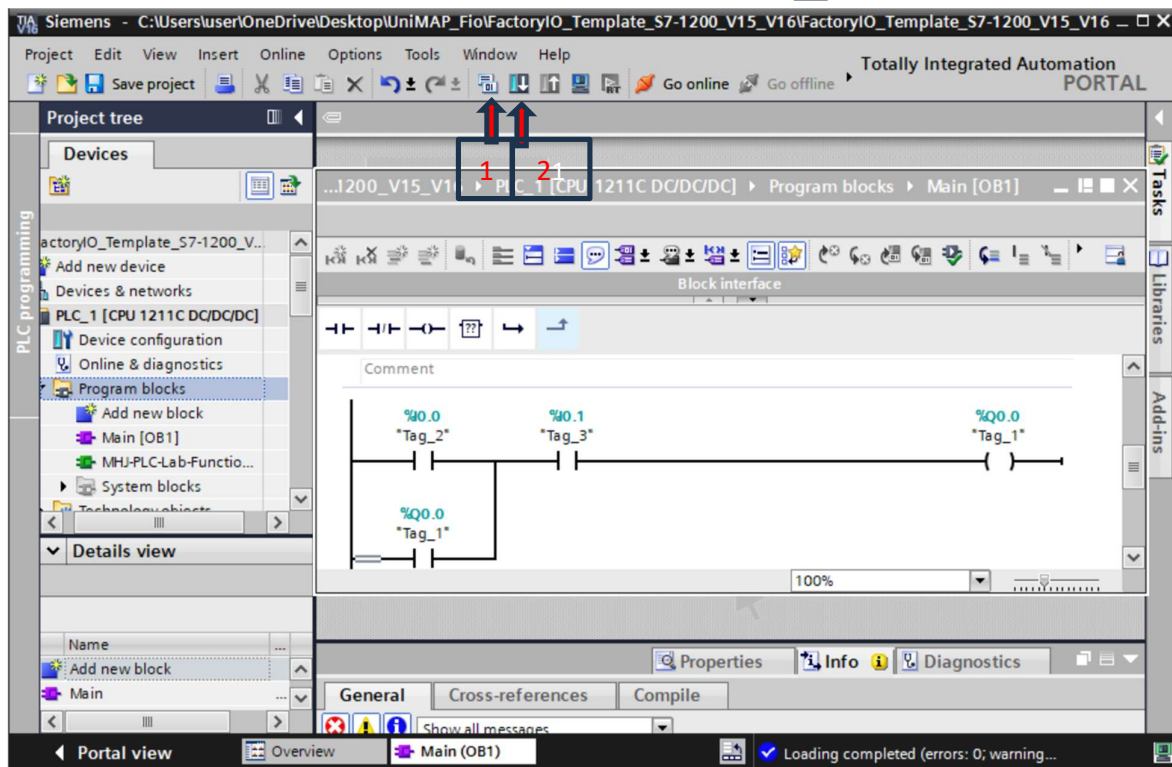 Siemens - C:\Users\user\OneDrive\Desktop\UniMAP_Fio\FactoryIO_Template_S7-1200_V15_V16\FactoryIO_Template_S7-1200_V15_V16
Project Edit View Insert Online Options Tools Window Help
Totally Integrated Automation
PORTAL
Save project
Go online
Go offline
Project tree
Devices
1
21
...1200_V15_V16 PLC_1 [CPU 1211C DC/DC/DC] Program blocks Main [OB1]
PLC programming
Tasks
Libraries
Add-ins
actoryIO_Template_S7-1200_V...
Add new device
Devices & networks
PLC_1 [CPU 1211C DC/DC/DC]
Device configuration
Online & diagnostics
Program blocks
Add new block
Main [OB1]
MHJ-PLC-Lab-Functio...
System blocks
Technology objects
Block interface
??
Comment
%I0.0 %I0.1 %Q0.0
"Tag_2" "Tag_3" "Tag_1"
%Q0.0
"Tag_1"
100%
Details view
Name ...
Add new block
Main ...
Properties Info Diagnostics
General Cross-references Compile
Show all messages
Portal view Overview Main (OB1) Loading completed (errors: 0; warning...